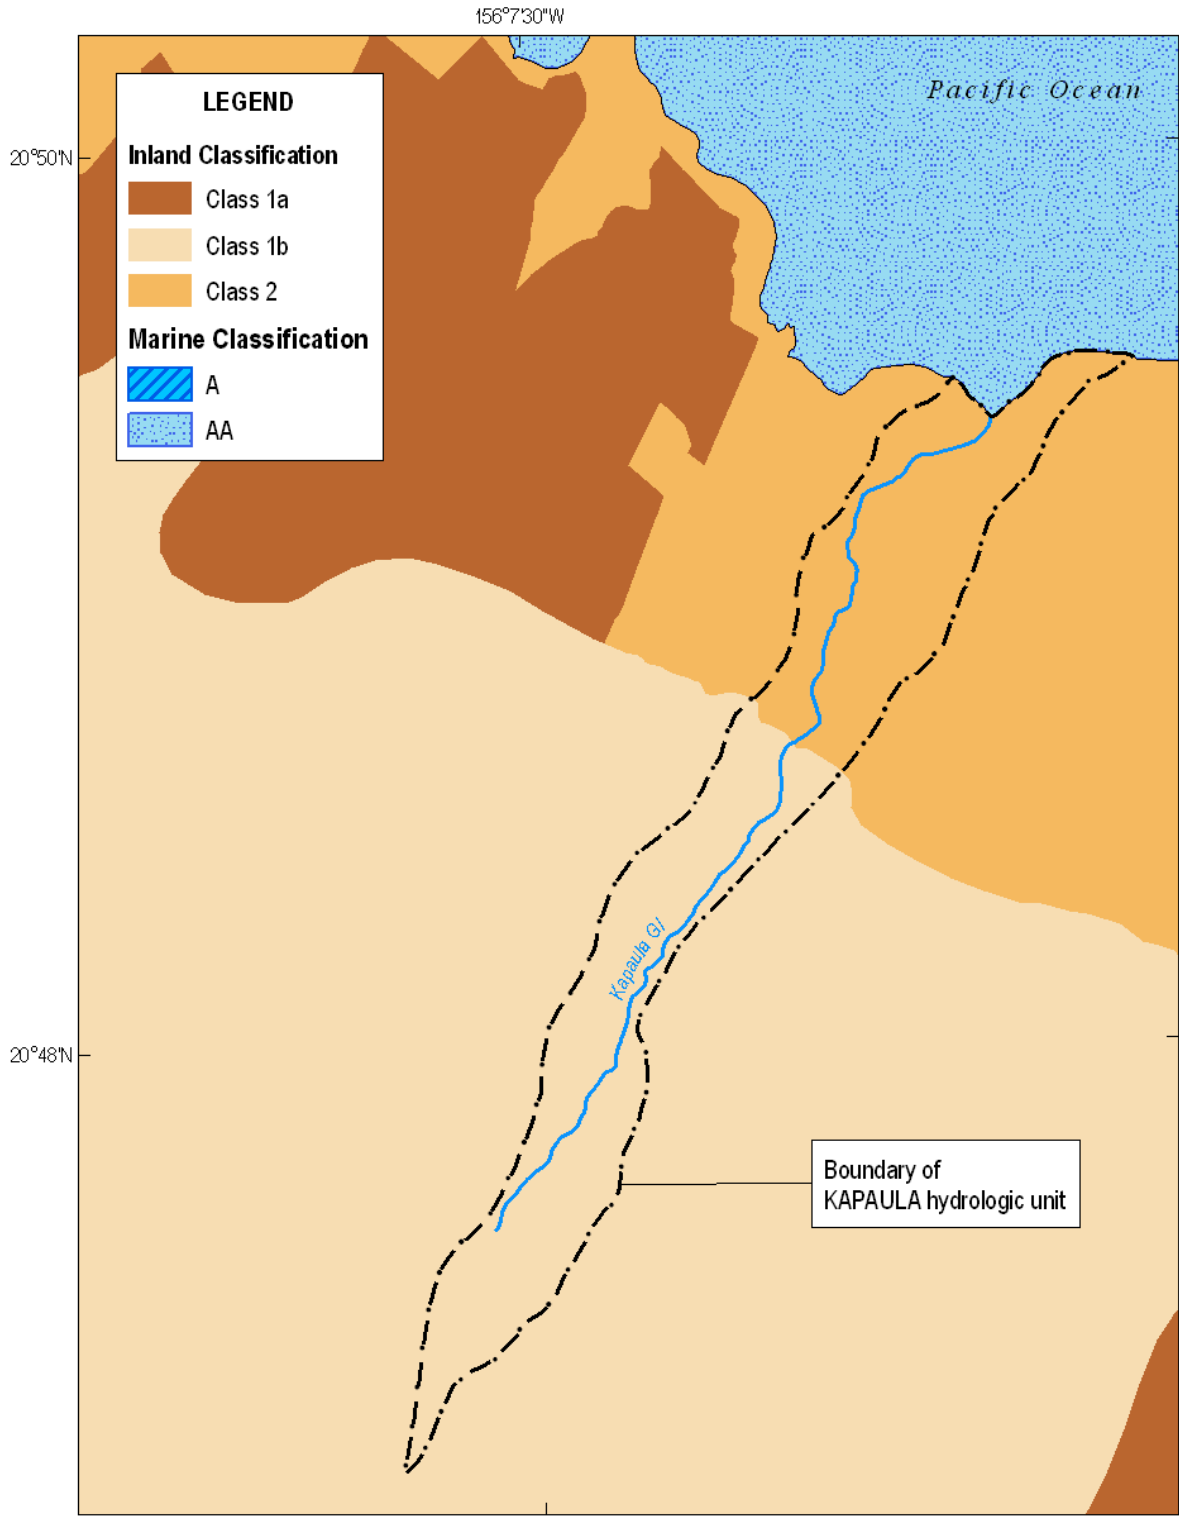 156°7'30"W
Pacific Ocean
20°50'N
LEGEND
Inland Classification
Class 1a
Class 1b
Class 2
Marine Classification
A
AA
Kapaula Gl
20°48'N
Boundary of
KAPAULA hydrologic unit